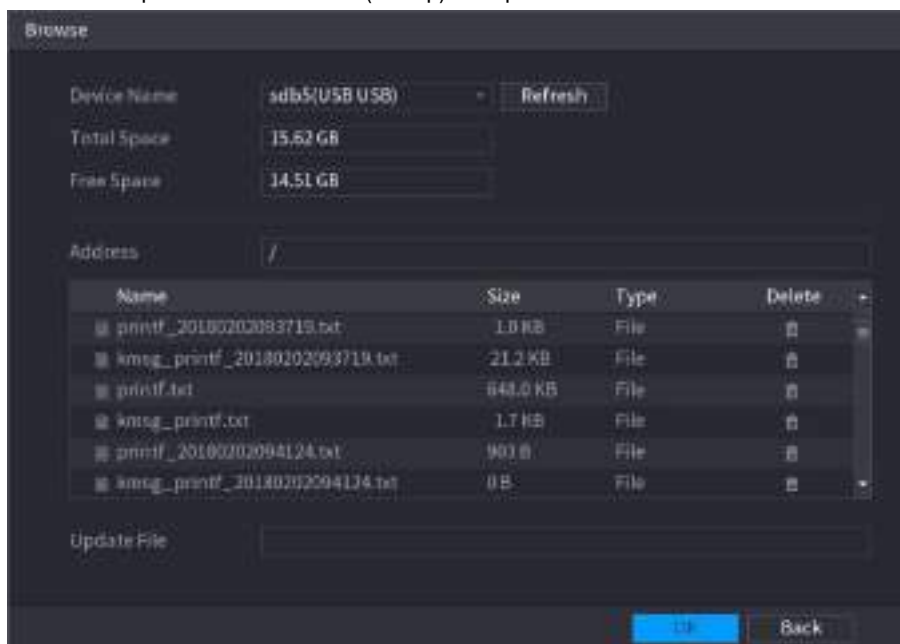 Browse
Device Name sdb5(USB USB) Refresh
Total Space 15.62 GB
Free Space 14.51 GB
Address /
Name Size Type Delete
printf_20180202093719.txt 1.0 KB File
kmsg_printf_20180202093719.txt 21.2 KB File
printf.txt 648.0 KB File
kmsg_printf.txt 1.7 KB File
printf_20180202094124.txt 903 B File
kmsg_printf_20180202094124.txt 0 B File
Update File
OK Back